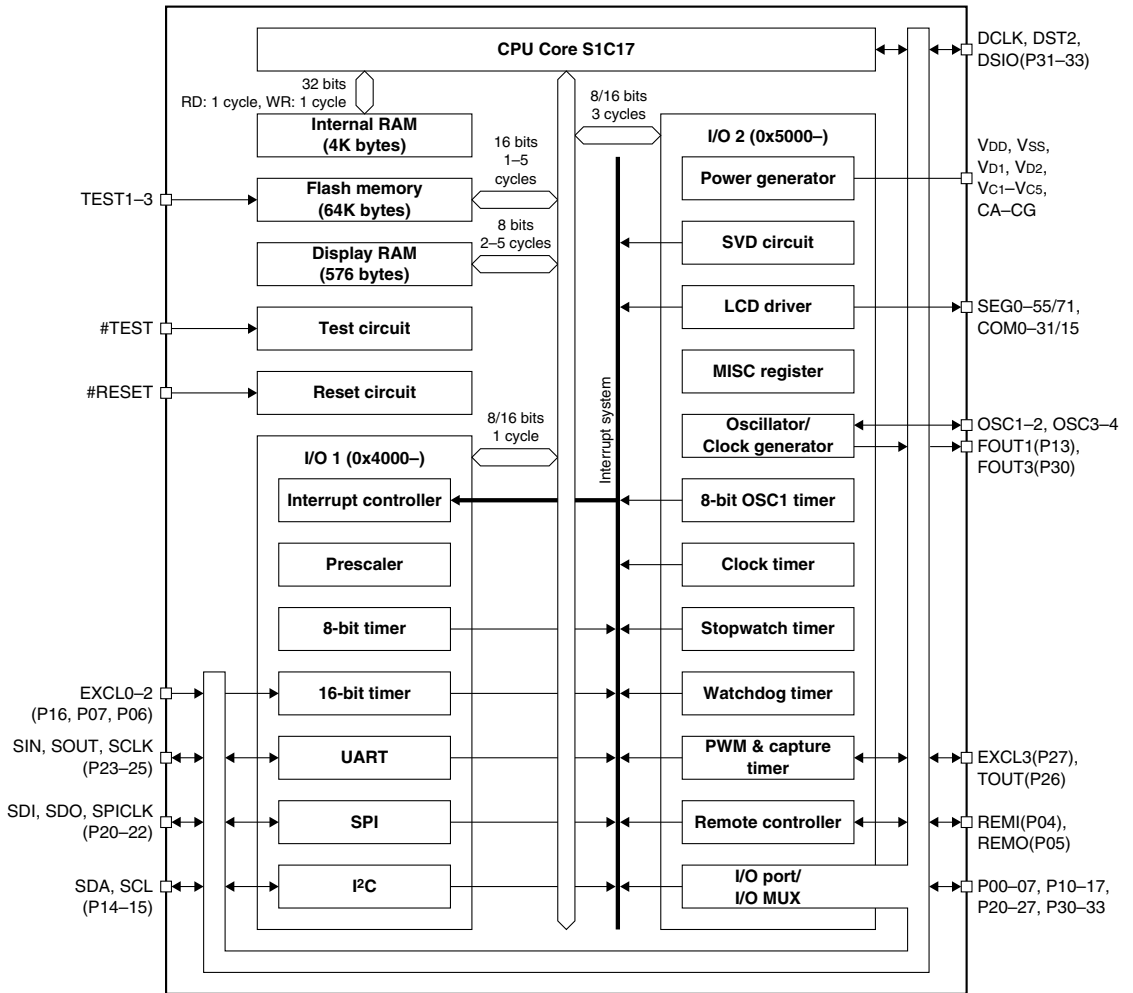 CPU Core S1C17
DCLK, DST2,
DSIO(P31–33)
32 bits
RD: 1 cycle, WR: 1 cycle
8/16 bits
3 cycles
Internal RAM
(4K bytes)
I/O 2 (0x5000–)
16 bits
1–5
cycles
VDD, VSS,
VD1, VD2,
VC1–VC5,
CA–CG
Power generator
TEST1–3
Flash memory
(64K bytes)
8 bits
2–5 cycles
SVD circuit
Display RAM
(576 bytes)
LCD driver
SEG0–55/71,
COM0–31/15
#TEST
Test circuit
MISC register
#RESET
Reset circuit
Interrupt system
8/16 bits
1 cycle
Oscillator/
Clock generator
OSC1–2, OSC3–4
FOUT1(P13),
FOUT3(P30)
I/O 1 (0x4000–)
Interrupt controller
8-bit OSC1 timer
Prescaler
Clock timer
8-bit timer
Stopwatch timer
EXCL0–2
(P16, P07, P06)
16-bit timer
Watchdog timer
SIN, SOUT, SCLK
(P23–25)
UART
PWM & capture
timer
EXCL3(P27),
TOUT(P26)
SDI, SDO, SPICLK
(P20–22)
SPI
Remote controller
REMI(P04),
REMO(P05)
SDA, SCL
(P14–15)
I2C
I/O port/
I/O MUX
P00–07, P10–17,
P20–27, P30–33